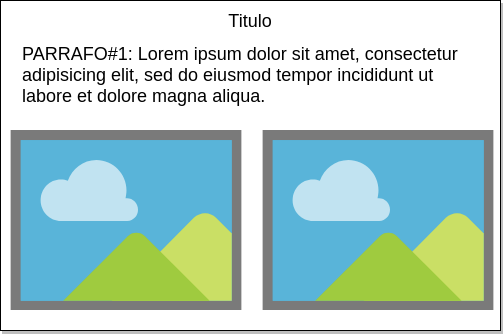 Titulo
PARRAFO#1: Lorem ipsum dolor sit amet, consectetur
adipisicing elit, sed do eiusmod tempor incididunt ut
labore et dolore magna aliqua.